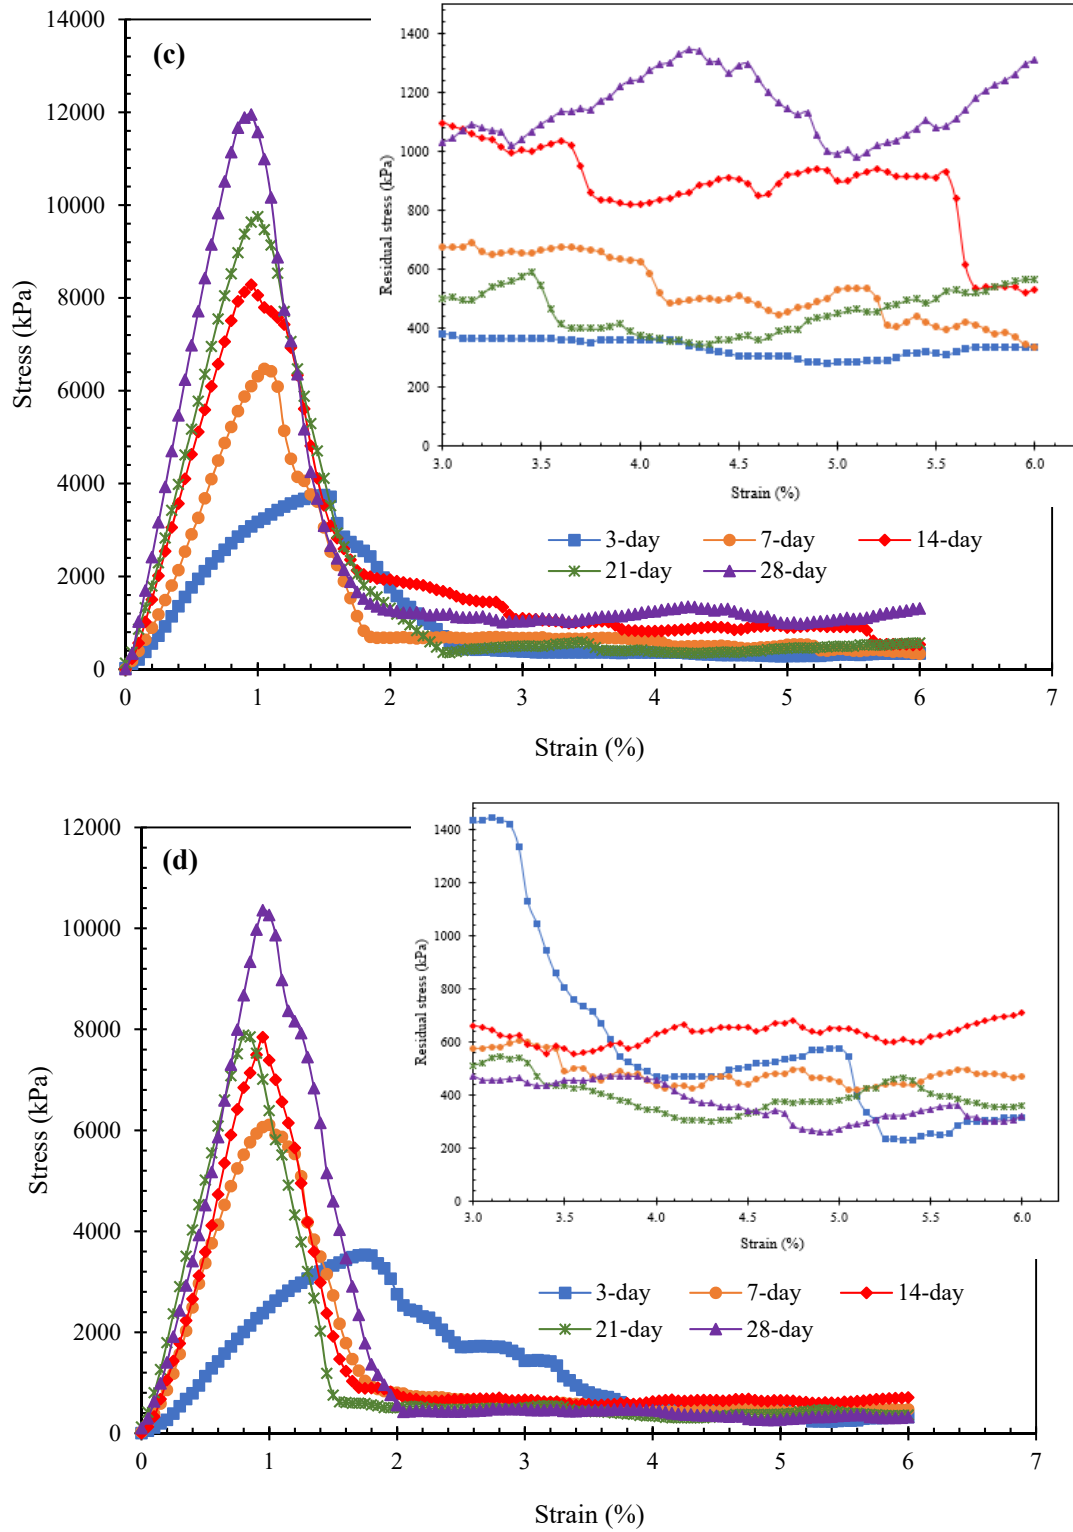 (c)
14000
12000
10000
8000
6000
4000
2000
0
Stress (kPa)
0 1 2 3 4 5 6 7
Strain (%)
1400
1200
1000
800
600
400
200
0
Residual stress (kPa)
3.0 3.5 4.0 4.5 5.0 5.5 6.0
Strain (%)
3-day 7-day 14-day
21-day 28-day
(d)
12000
10000
8000
6000
4000
2000
0
Stress (kPa)
0 1 2 3 4 5 6 7
Strain (%)
1400
1200
1000
800
600
400
200
0
Residual stress (kPa)
3.0 3.5 4.0 4.5 5.0 5.5 6.0
Strain (%)
3-day 7-day 14-day
21-day 28-day